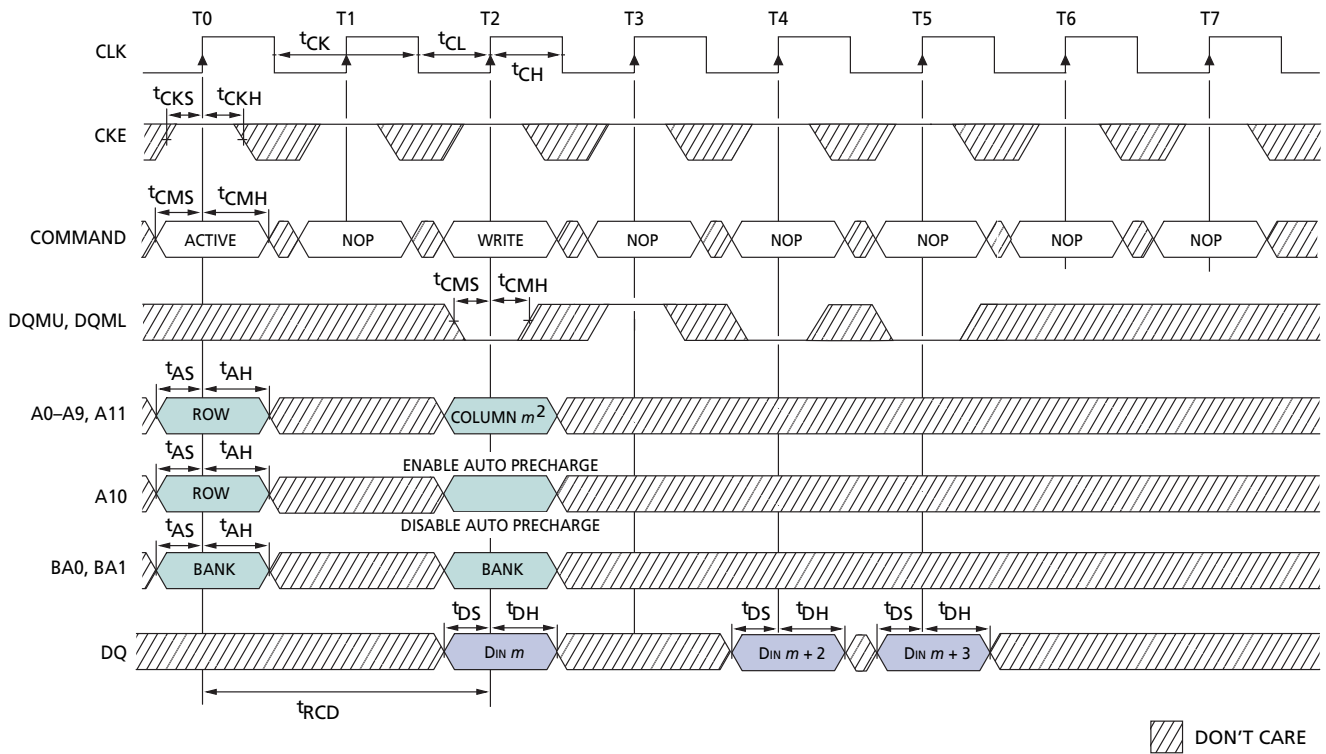 T0 T1 T2 T3 T4 T5 T6 T7
CLK
tCK tCL
tCH
tCKS tCKH
CKE
tCMS tCMH
COMMAND ACTIVE NOP WRITE NOP NOP NOP NOP NOP
tCMS tCMH
DQMU, DQML
tAS tAH
A0–A9, A11 ROW COLUMN m2
tAS tAH ENABLE AUTO PRECHARGE
A10 ROW
DISABLE AUTO PRECHARGE
tAS tAH
BA0, BA1 BANK BANK
tDS tDH tDS tDH tDS tDH
DQ DIN m DIN m + 2 DIN m + 3
tRCD
DON'T CARE